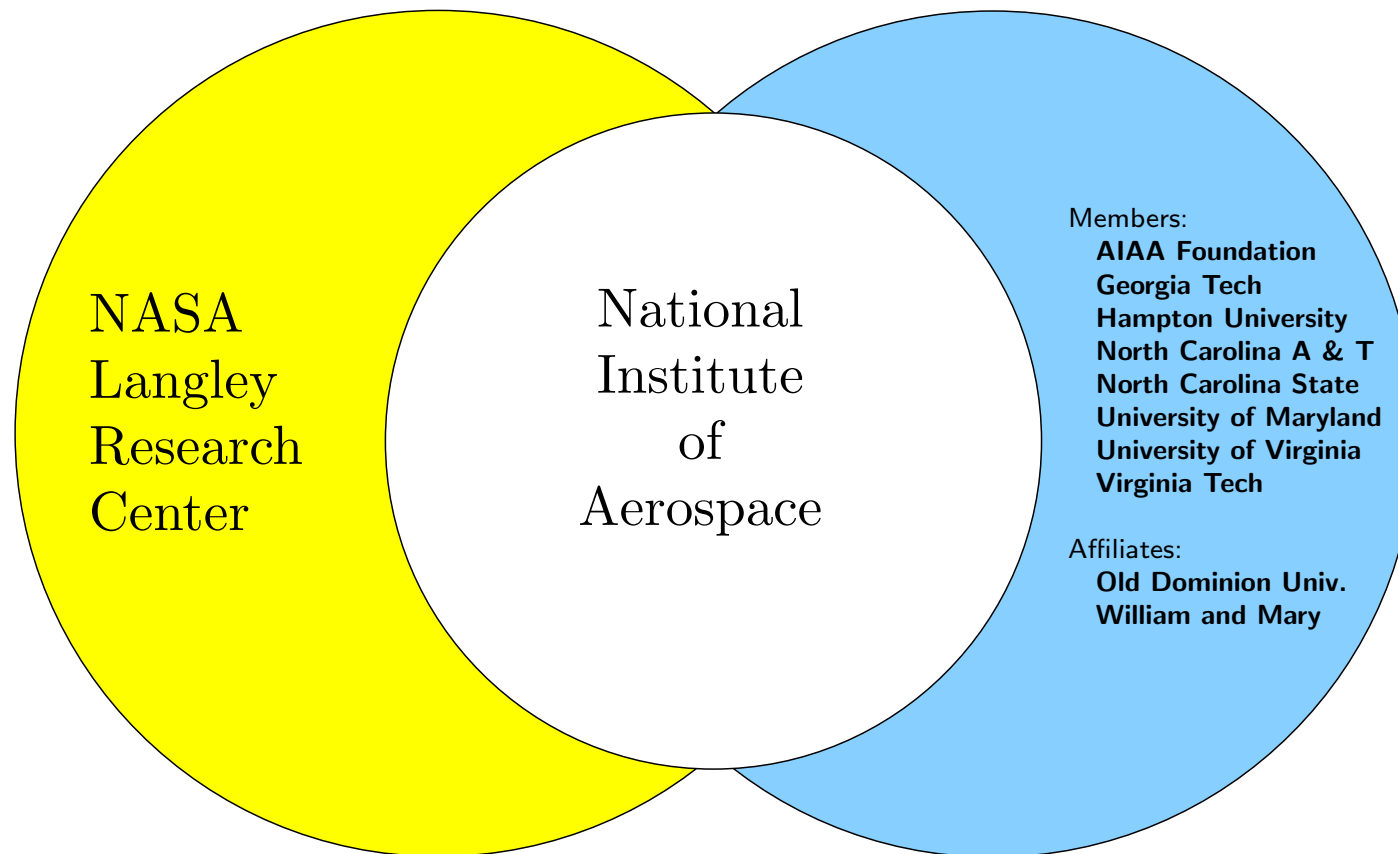 NASA
Langley
Research
Center
National
Institute
of
Aerospace
Members:
AIAA Foundation
Georgia Tech
Hampton University
North Carolina A & T
North Carolina State
University of Maryland
University of Virginia
Virginia Tech
Affiliates:
Old Dominion Univ.
William and Mary